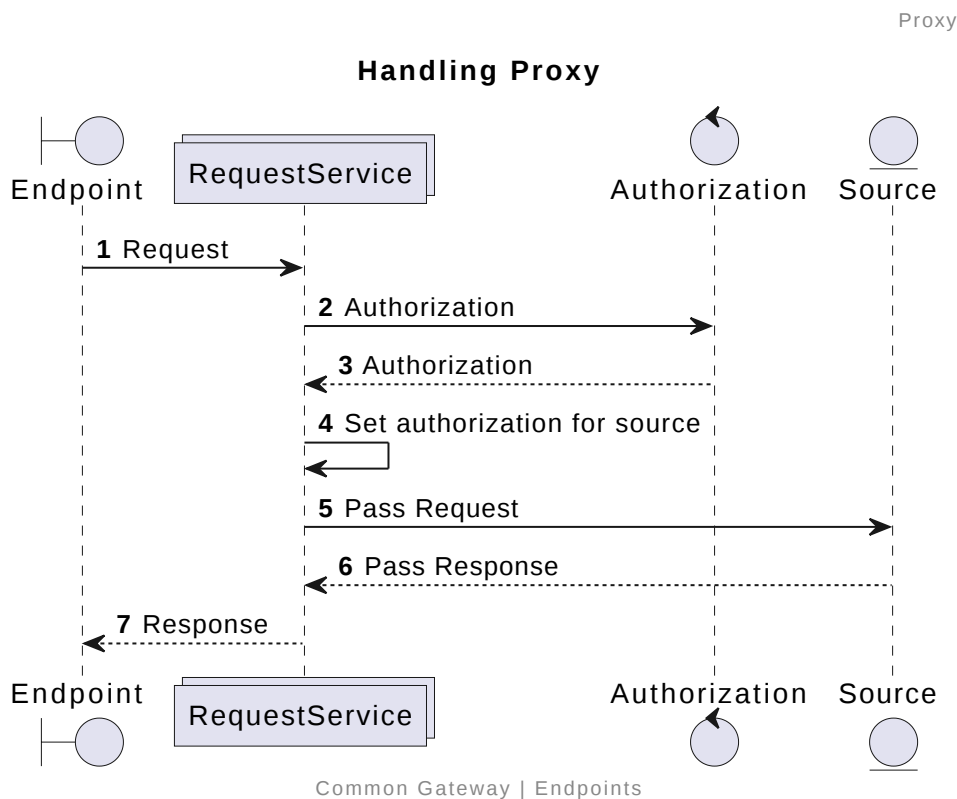 Proxy
Handling Proxy
Endpoint
RequestService
Authorization
Source
1 Request
2 Authorization
3 Authorization
4 Set authorization for source
5 Pass Request
6 Pass Response
7 Response
Endpoint
RequestService
Authorization
Source
Common Gateway | Endpoints